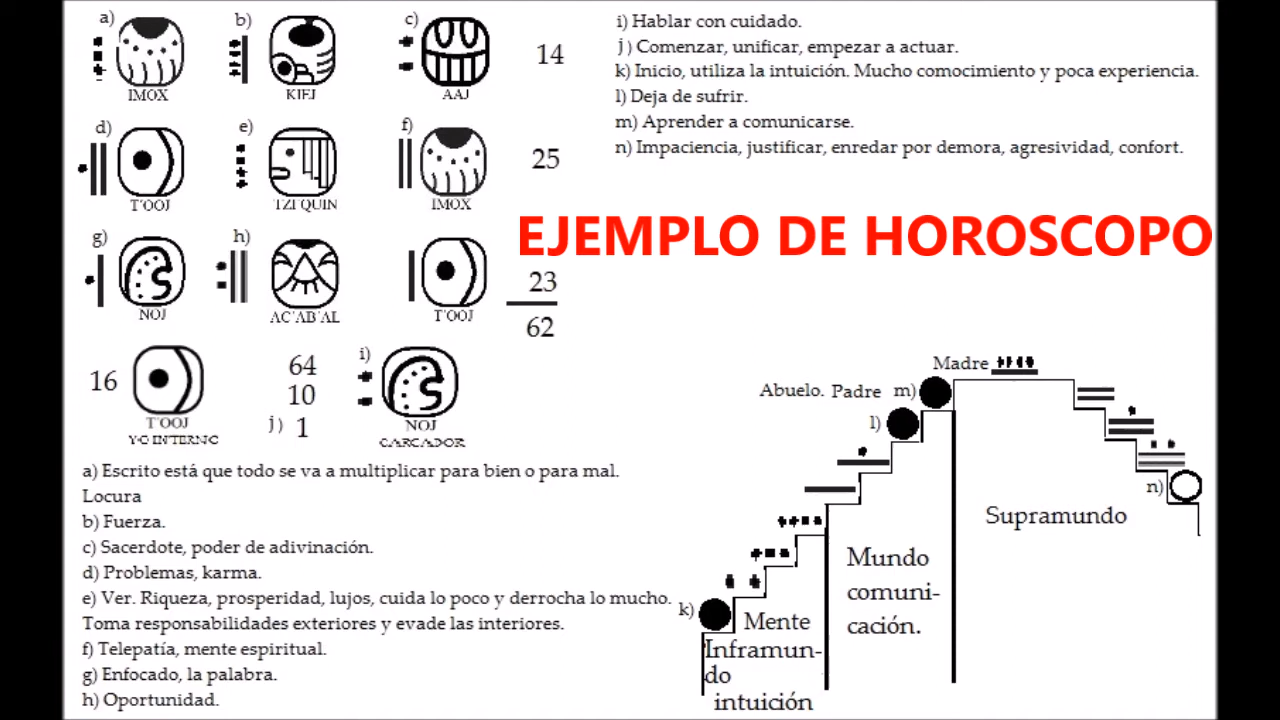 a)
b)
c)
14
IMOX
KIEJ
AAJ
d)
e)
f)
25
T'OOJ
TZI QUIN
IMOX
g)
h)
23
NOJ
AC'AB'AL
T'OOJ
62
16
64
10
j) 1
i)
T'OOJ
YO INTERNO
NOJ
CARGADOR
a) Escrito está que todo se va a multiplicar para bien o para mal.
Locura
b) Fuerza.
c) Sacerdote, poder de adivinación.
d) Problemas, karma.
e) Ver. Riqueza, prosperidad, lujos, cuida lo poco y derrocha lo mucho.
Toma responsabilidades exteriores y evade las interiores.
f) Telepatía, mente espiritual.
g) Enfocado, la palabra.
h) Oportunidad.
i) Hablar con cuidado.
j) Comenzar, unificar, empezar a actuar.
k) Inicio, utiliza la intuición. Mucho comocimiento y poca experiencia.
l) Deja de sufrir.
m) Aprender a comunicarse.
n) Impaciencia, justificar, enredar por demora, agresividad, confort.
EJEMPLO DE HOROSCOPO
Madre
Abuelo. Padre m)
l)
n)
k)
Supramundo
Mundo
comuni-
cación.
Mente
Inframun-
do
intuición